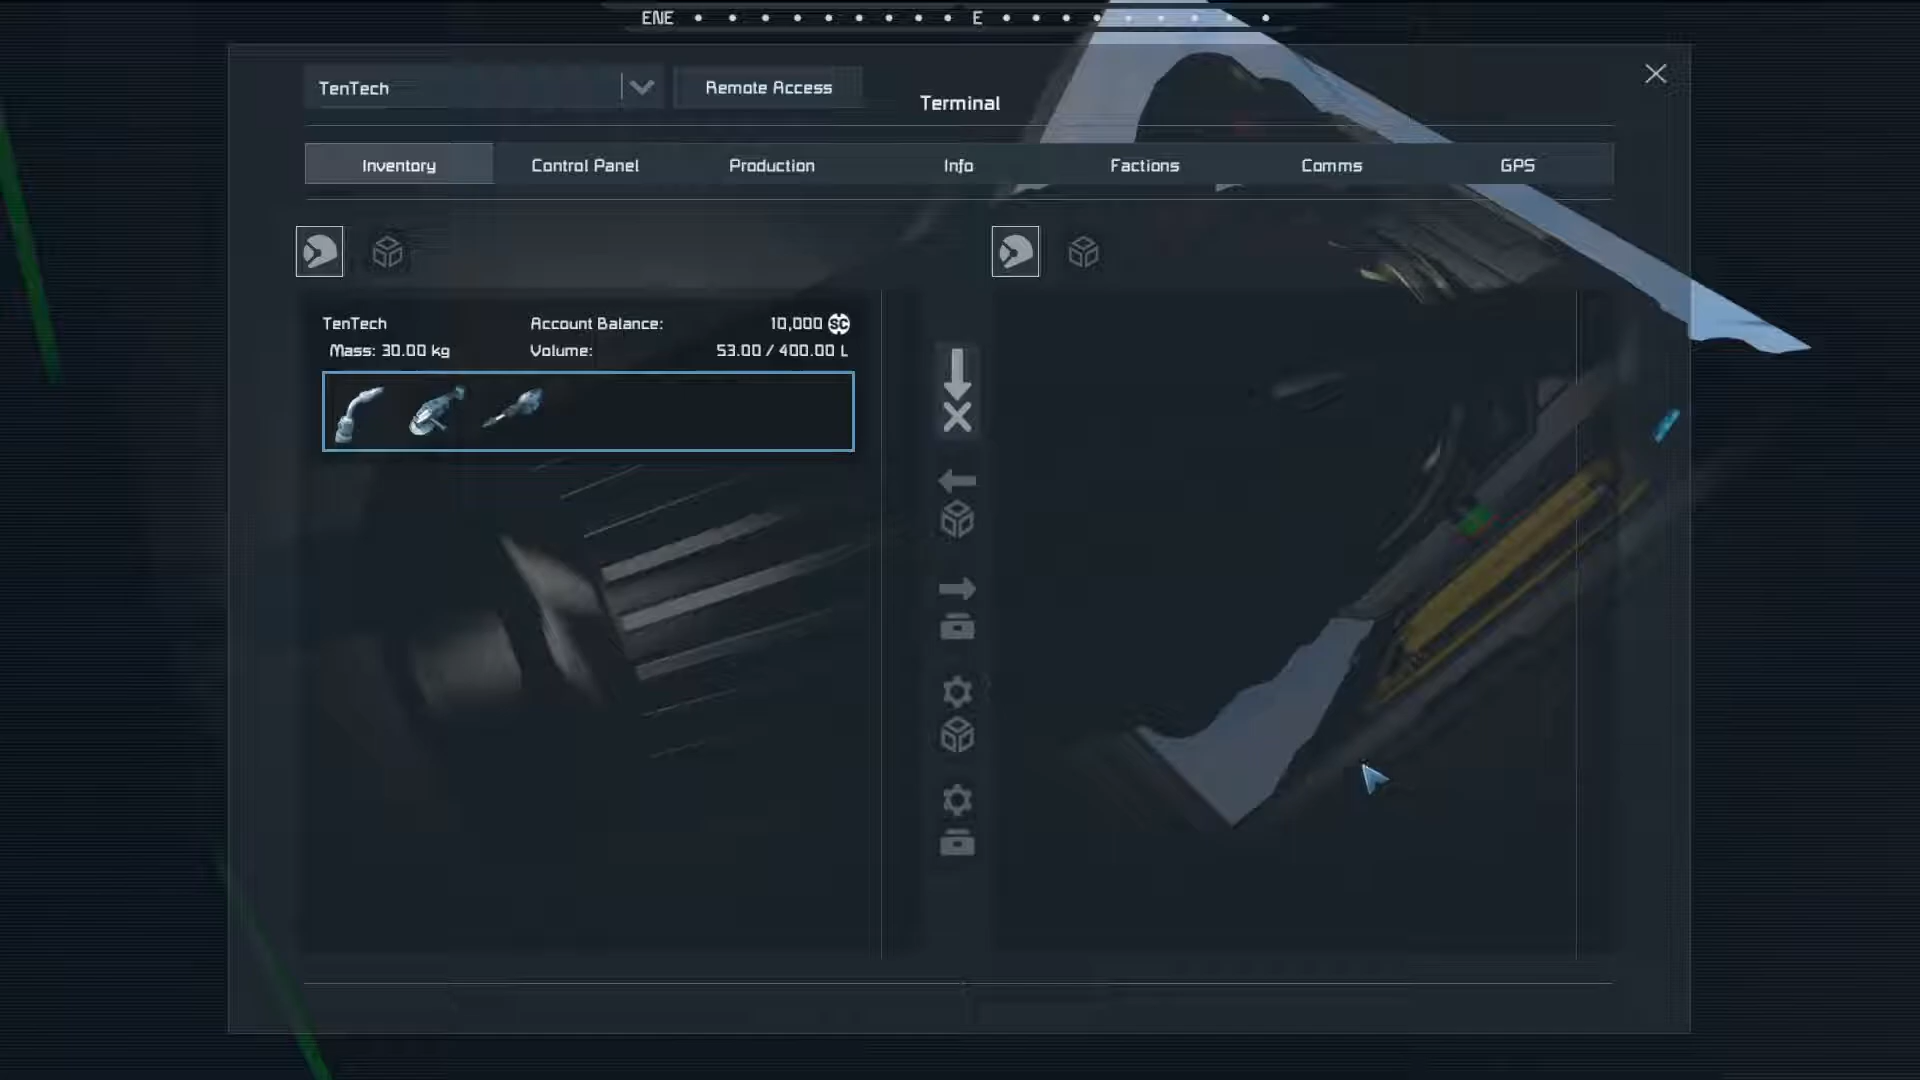 ENE E
TenTech Remote Access
Terminal
Inventory Control Panel Production Info Factions Comms GPS
TenTech Account Balance: 10,000 SC
Mass: 30.00 kg Volume: 53.00 / 400.00 L